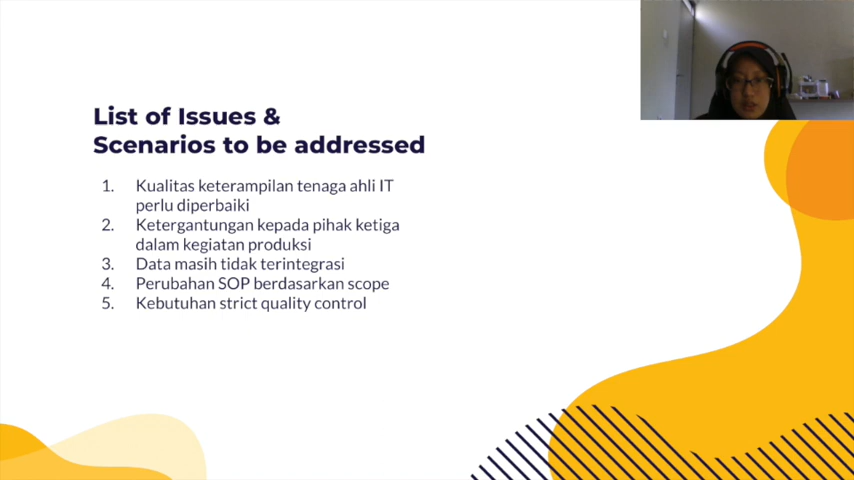 List of Issues &
Scenarios to be addressed
1. Kualitas keterampilan tenaga ahli IT
perlu diperbaiki
2. Ketergantungan kepada pihak ketiga
dalam kegiatan produksi
3. Data masih tidak terintegrasi
4. Perubahan SOP berdasarkan scope
5. Kebutuhan strict quality control